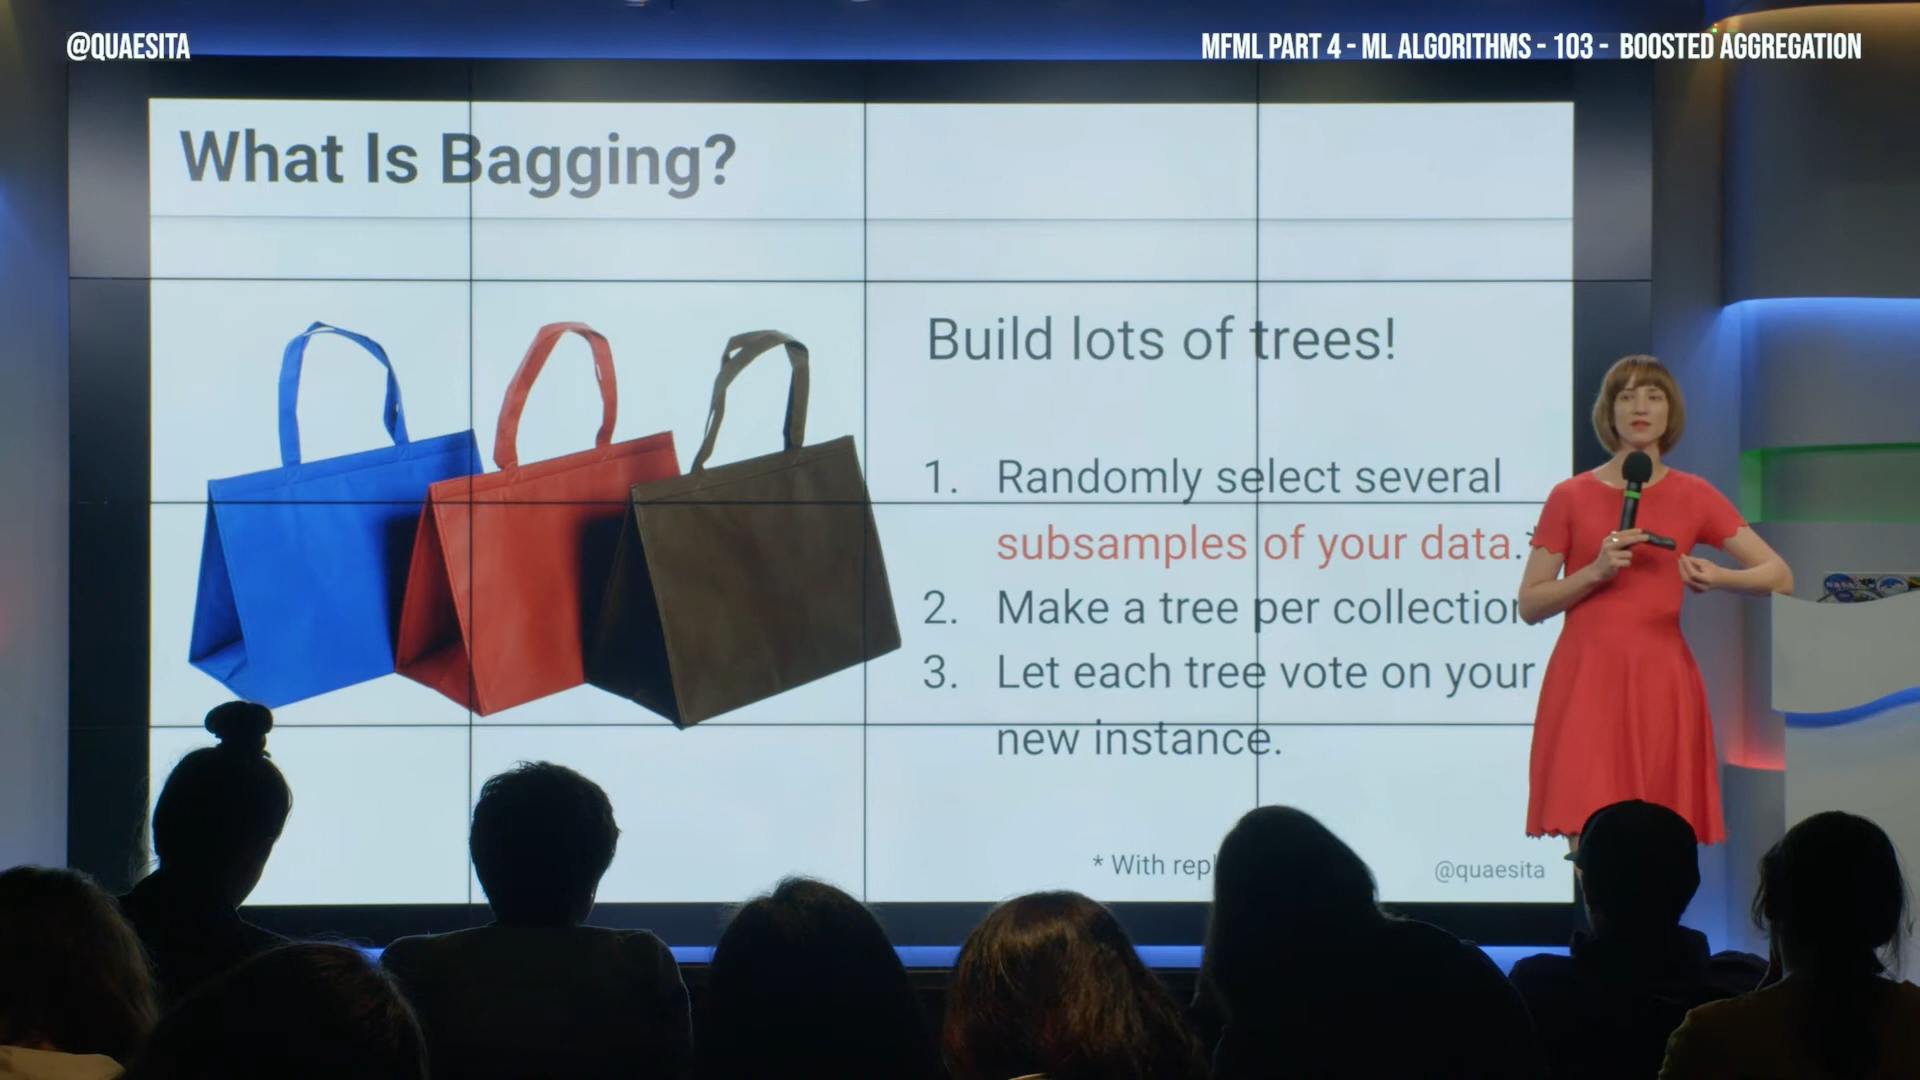 @QUAESITA
MFML PART 4 - ML ALGORITHMS - 103 - BOOSTED AGGREGATION
What Is Bagging?
Build lots of trees!
1. Randomly select several
subsamples of your data.*
2. Make a tree per collection
3. Let each tree vote on your
new instance.
* With
@quaesita